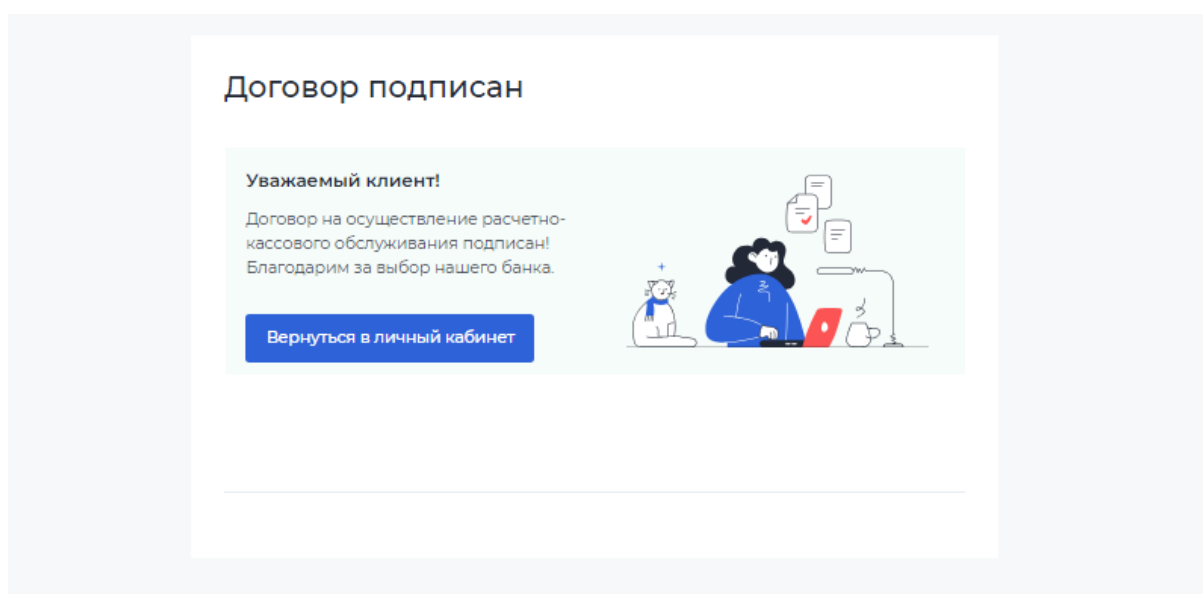 Договор подписан
Уважаемый клиент!
Договор на осуществление расчетно-
кассового обслуживания подписан!
Благодарим за выбор нашего банка.
Вернуться в личный кабинет